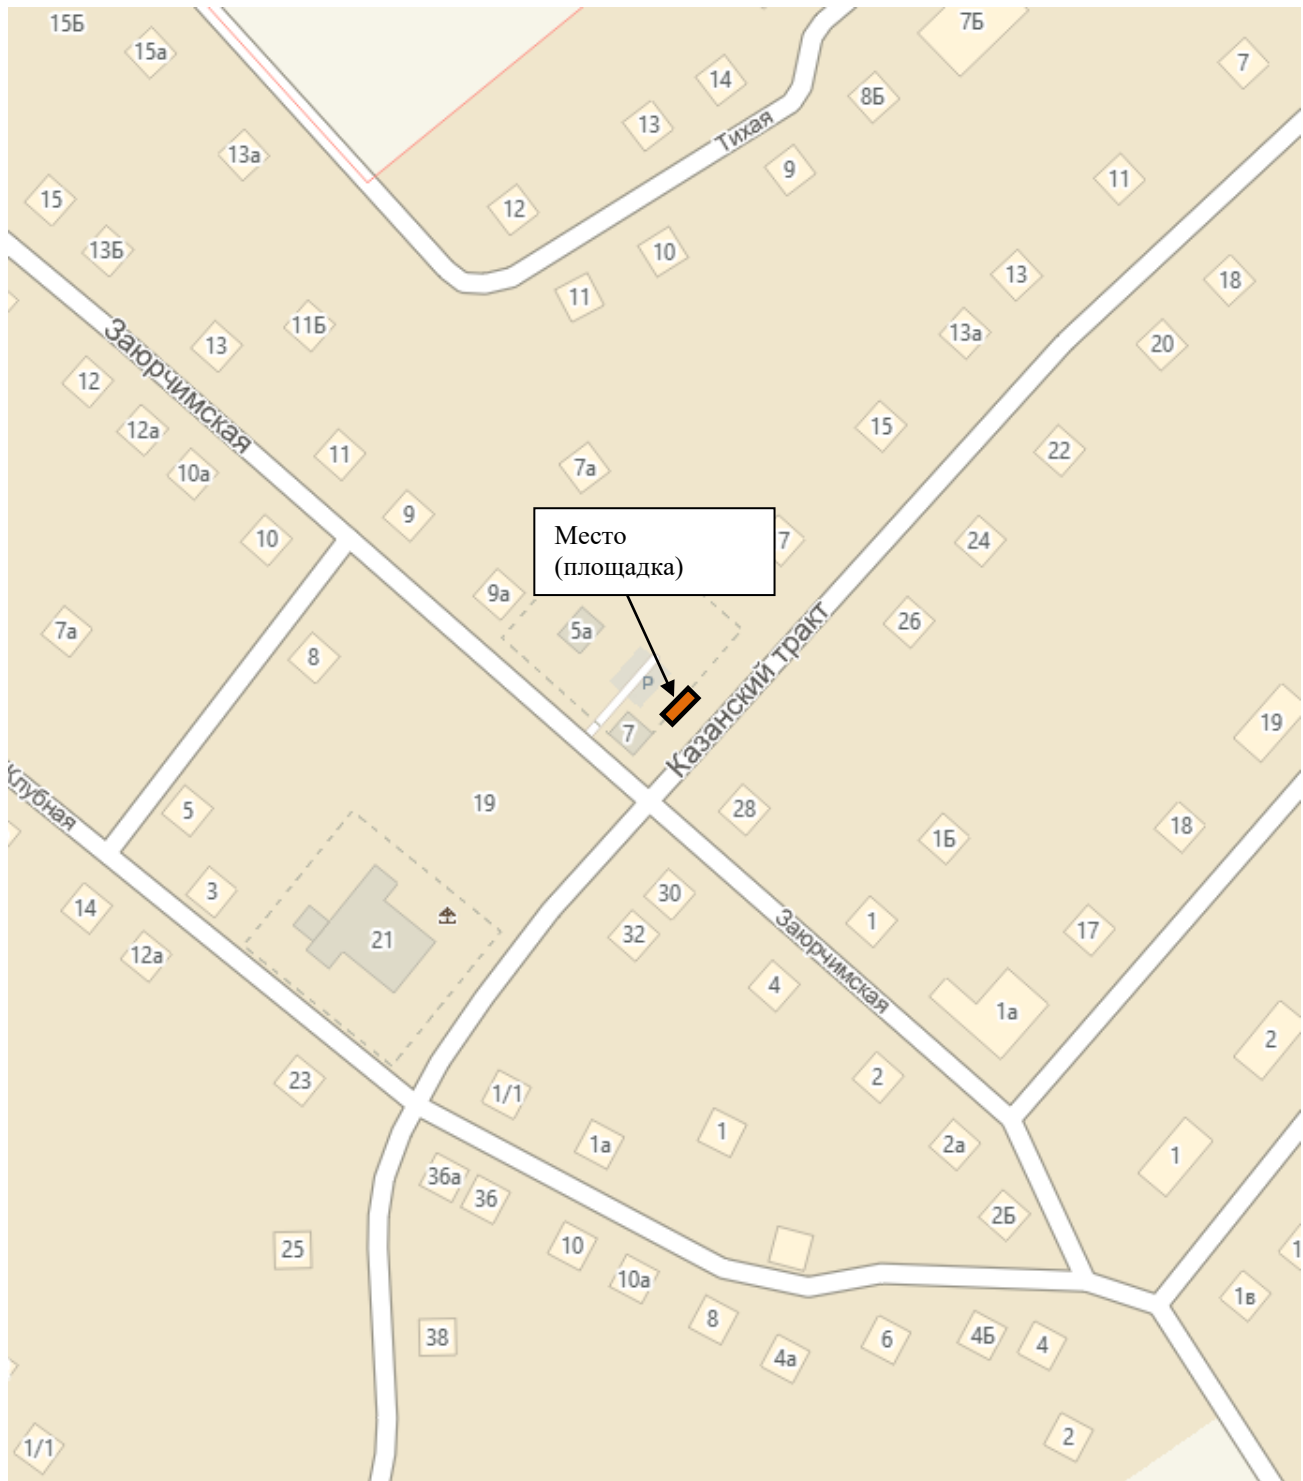 15Б
7Б
15а
7
14
8Б
13
Тихая
13а
9
11
15
12
13Б
10
13
18
11
11Б
13а
13
20
Заюрчимская
12
15
12а
11
22
7а
10а
9
Место
(площадка)
10
7
24
9а
26
7а
5а
8
Казанский тракт
P
19
7
Клубная
19
5
28
18
1Б
3
30
14
1
32
17
21
12а
Заюрчимская
4
1а
2
23
2
1/1
1
1а
2а
1
36а
36
2Б
10
25
10а
1в
8
38
6
4Б
4
4а
2
1/1